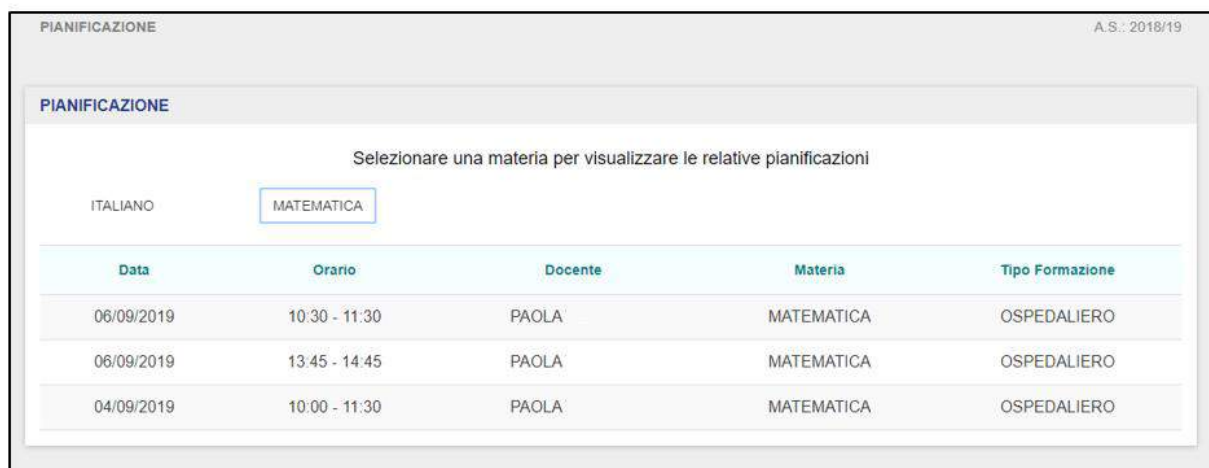 PIANIFICAZIONE A.S.: 2018/19
PIANIFICAZIONE
Selezionare una materia per visualizzare le relative pianificazioni
ITALIANO MATEMATICA
Data Orario Docente Materia Tipo Formazione
06/09/2019 10:30 - 11:30 PAOLA MATEMATICA OSPEDALIERO
06/09/2019 13:45 - 14:45 PAOLA MATEMATICA OSPEDALIERO
04/09/2019 10:00 - 11:30 PAOLA MATEMATICA OSPEDALIERO